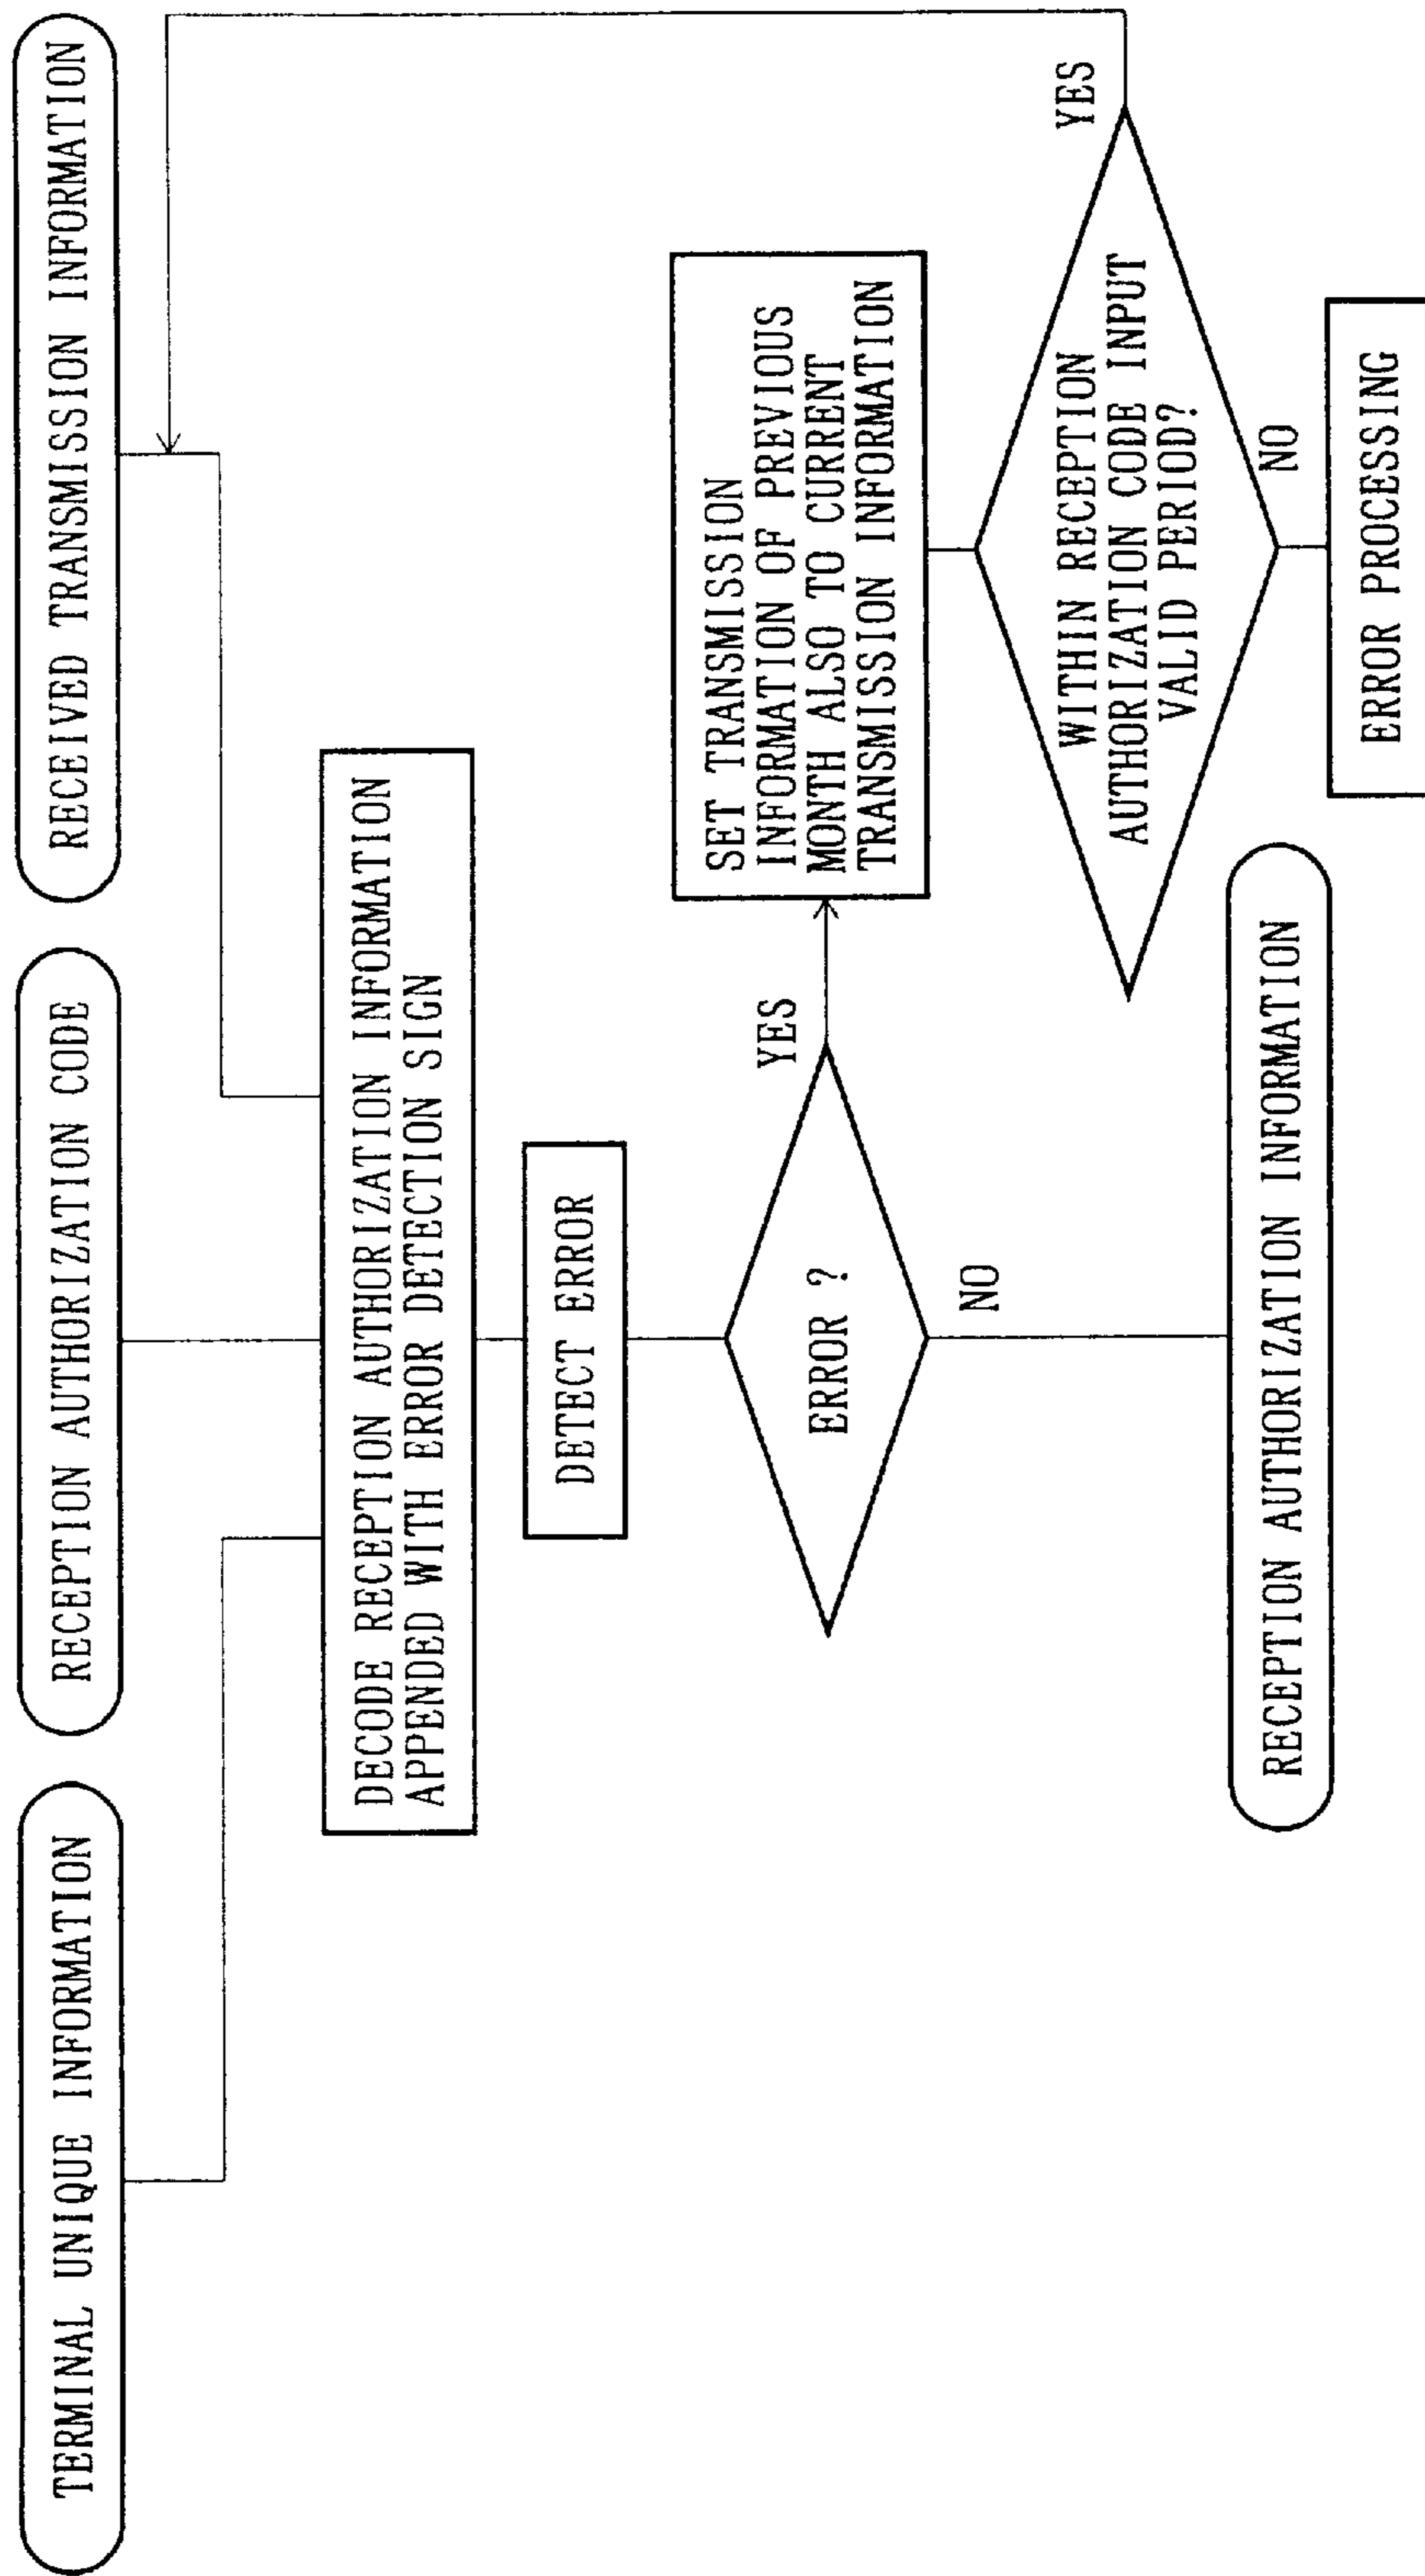 TERMINAL UNIQUE INFORMATION
RECEPTION AUTHORIZATION CODE
RECEIVED TRANSMISSION INFORMATION
DECODE RECEPTION AUTHORIZATION INFORMATION
APPENDED WITH ERROR DETECTION SIGN
DETECT ERROR
ERROR ?
YES
NO
SET TRANSMISSION
INFORMATION OF PREVIOUS
MONTH ALSO TO CURRENT
TRANSMISSION INFORMATION
WITHIN RECEPTION
AUTHORIZATION CODE INPUT
VALID PERIOD?
YES
NO
RECEPTION AUTHORIZATION INFORMATION
ERROR PROCESSING